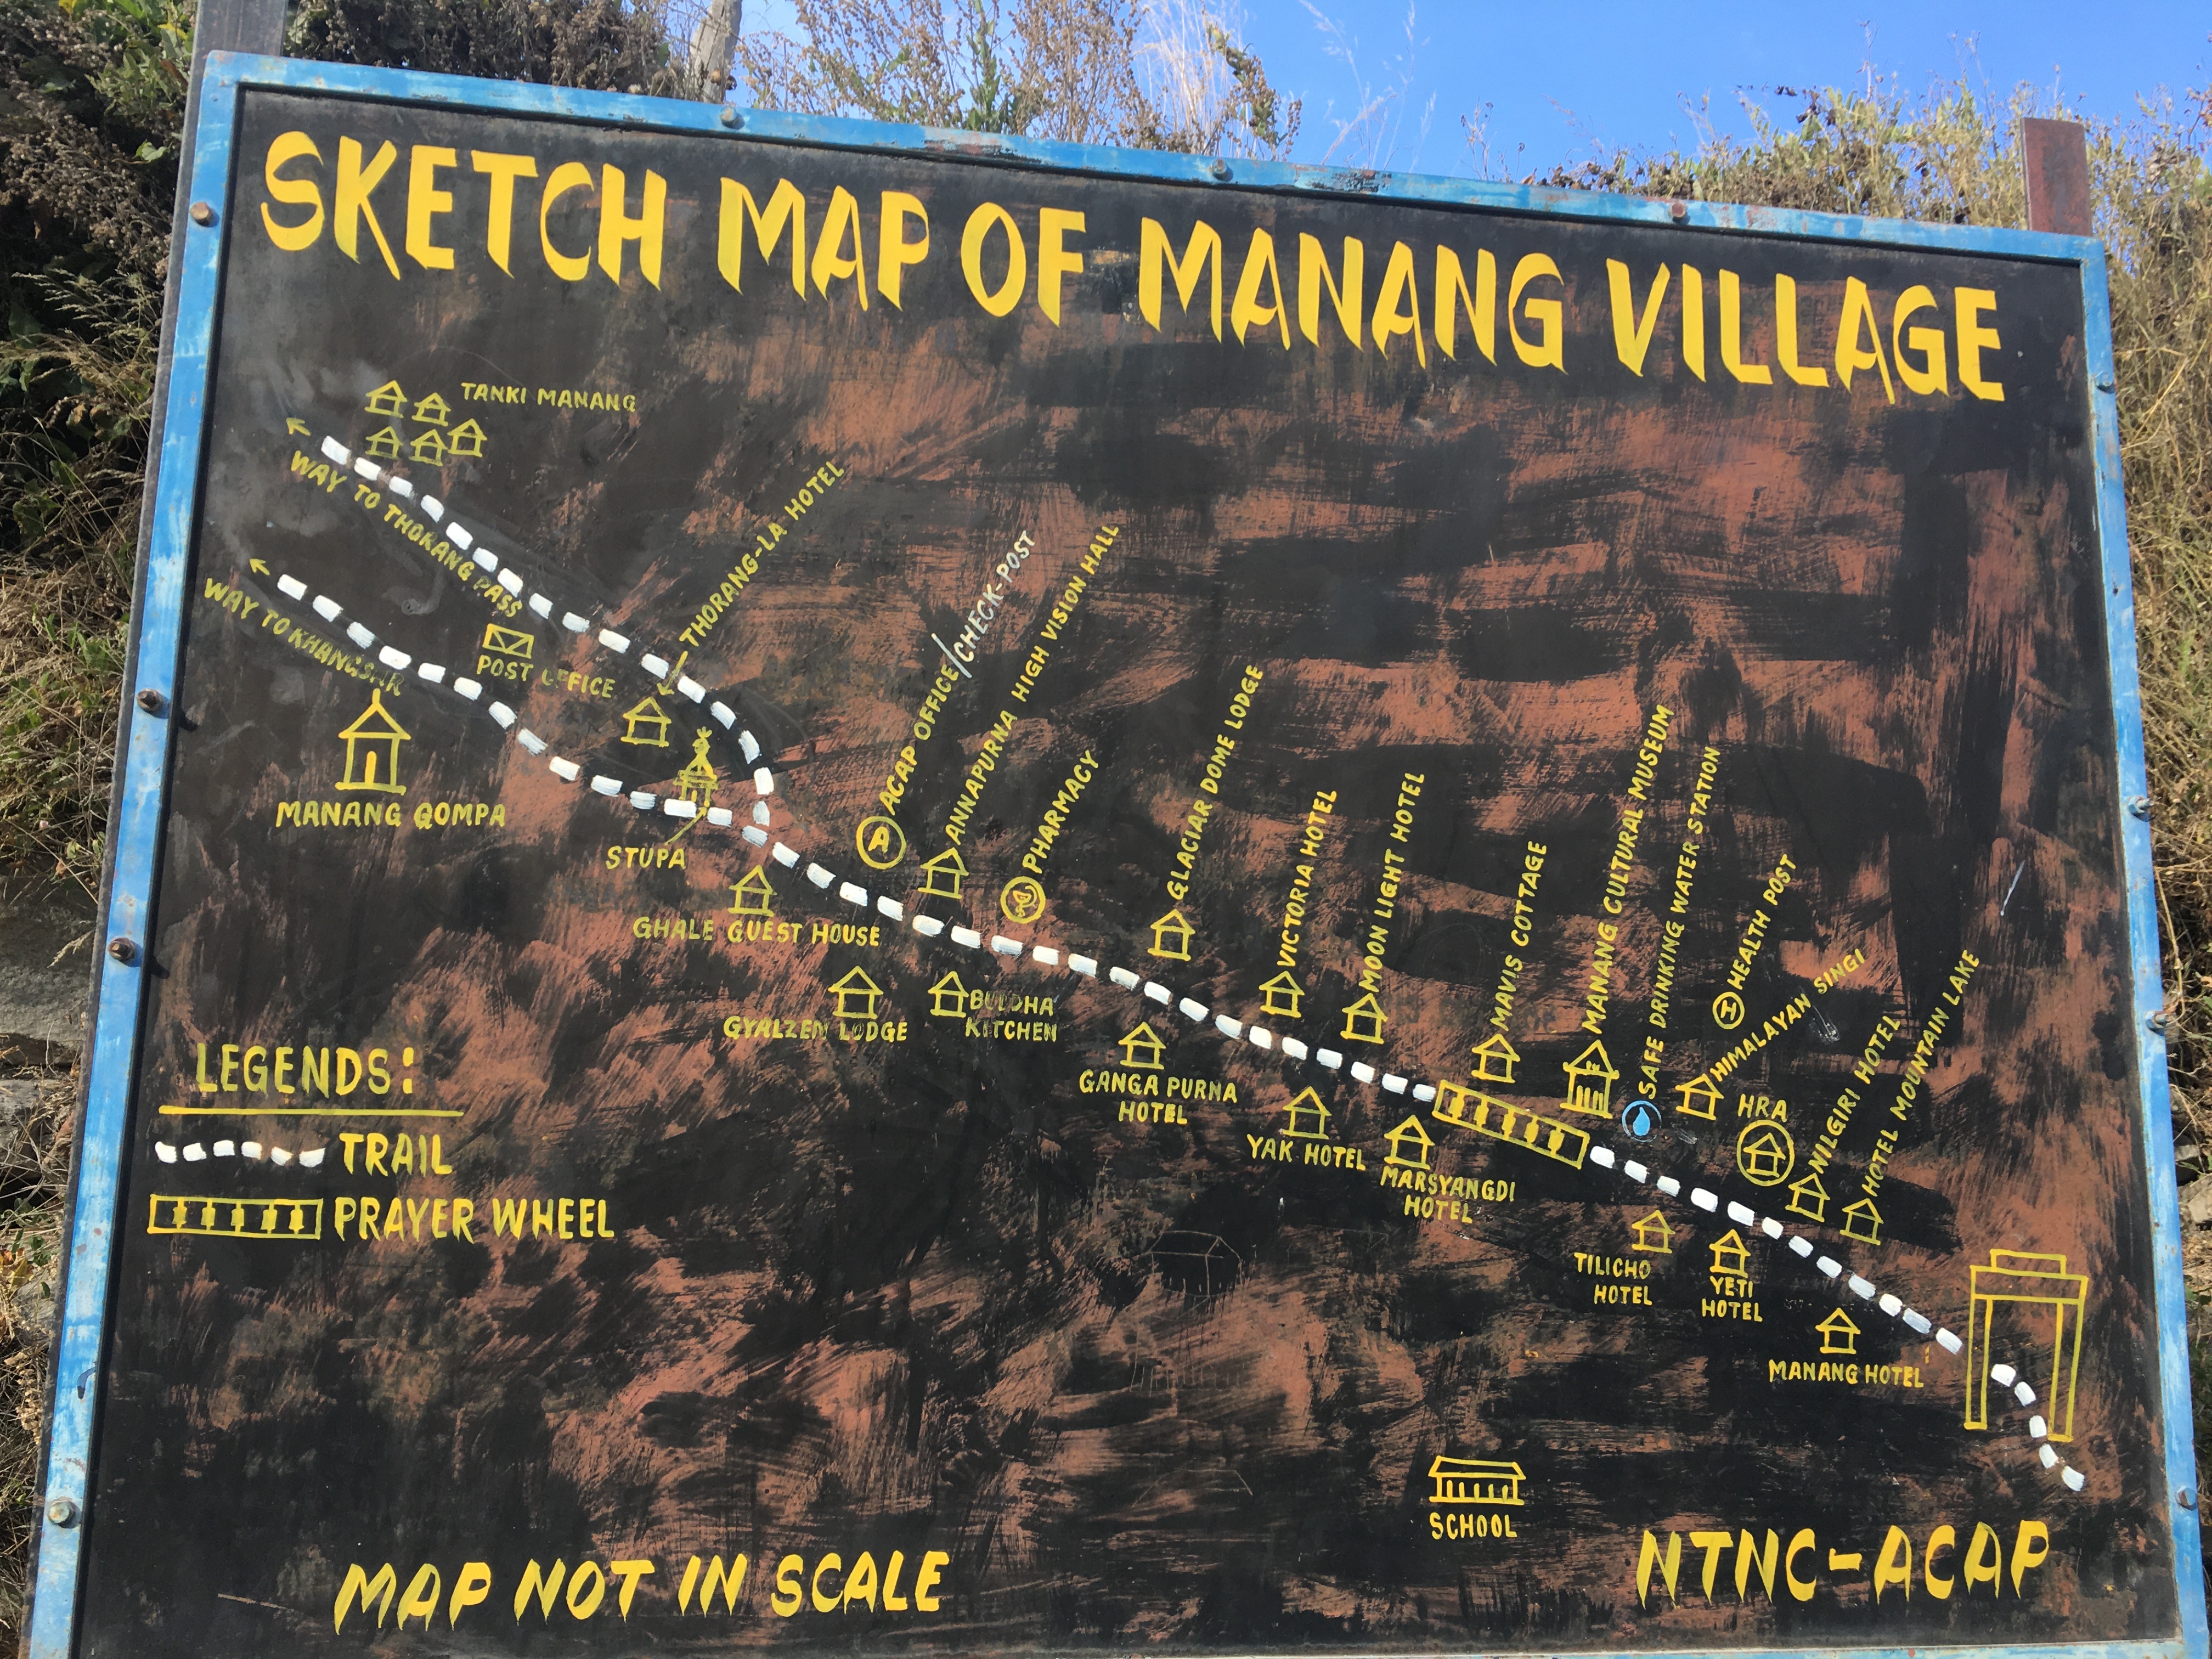 SKETCH MAP OF MANANG VILLAGE
TANKI MANANG
WAY TO THORANG PASS
WAY TO KHANGSAR
POST OFFICE
THORANG-LA HOTEL
MANANG GOMPA
STUPA
A
ACAP OFFICE/CHECK-POST
ANNAPURNA HIGH VISION HALL
PHARMACY
GHALE GUEST HOUSE
GYALZEN LODGE
BUDDHA
KITCHEN
GLACIAR DOME LODGE
VICTORIA HOTEL
MOON LIGHT HOTEL
MAVIS COTTAGE
MANANG CULTURAL MUSEUM
SAFE DRINKING WATER STATION
H
HEALTH POST
HIMALAYAN SINGI
HRA
NILGIRI HOTEL
HOTEL MOUNTAIN LAKE
GANGA PURNA
HOTEL
YAK HOTEL
MARSYANGDI
HOTEL
TILICHO
HOTEL
YETI
HOTEL
MANANG HOTEL
LEGENDS:
TRAIL
PRAYER WHEEL
SCHOOL
MAP NOT IN SCALE
NTNC-ACAP